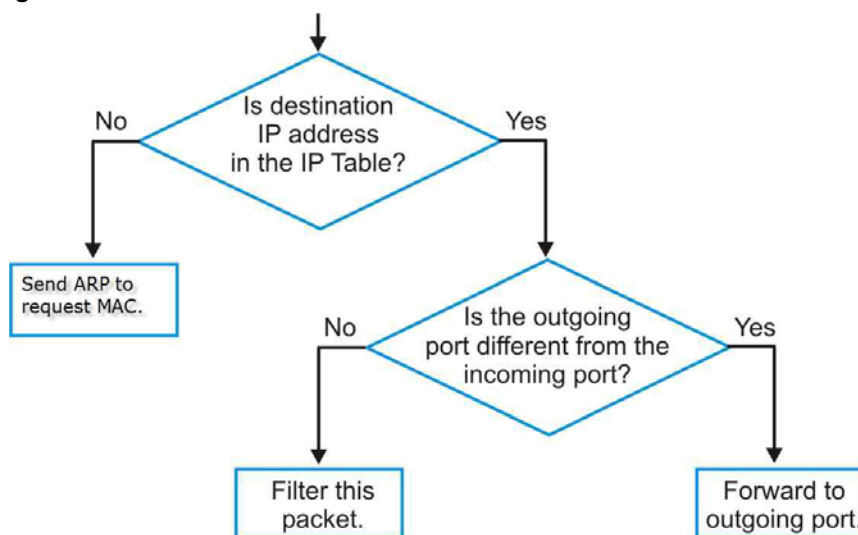 Is destination
IP address
in the IP Table?
No
Yes
Send ARP to
request MAC.
Is the outgoing
port different from the
incoming port?
No
Yes
Filter this
packet.
Forward to
outgoing port.